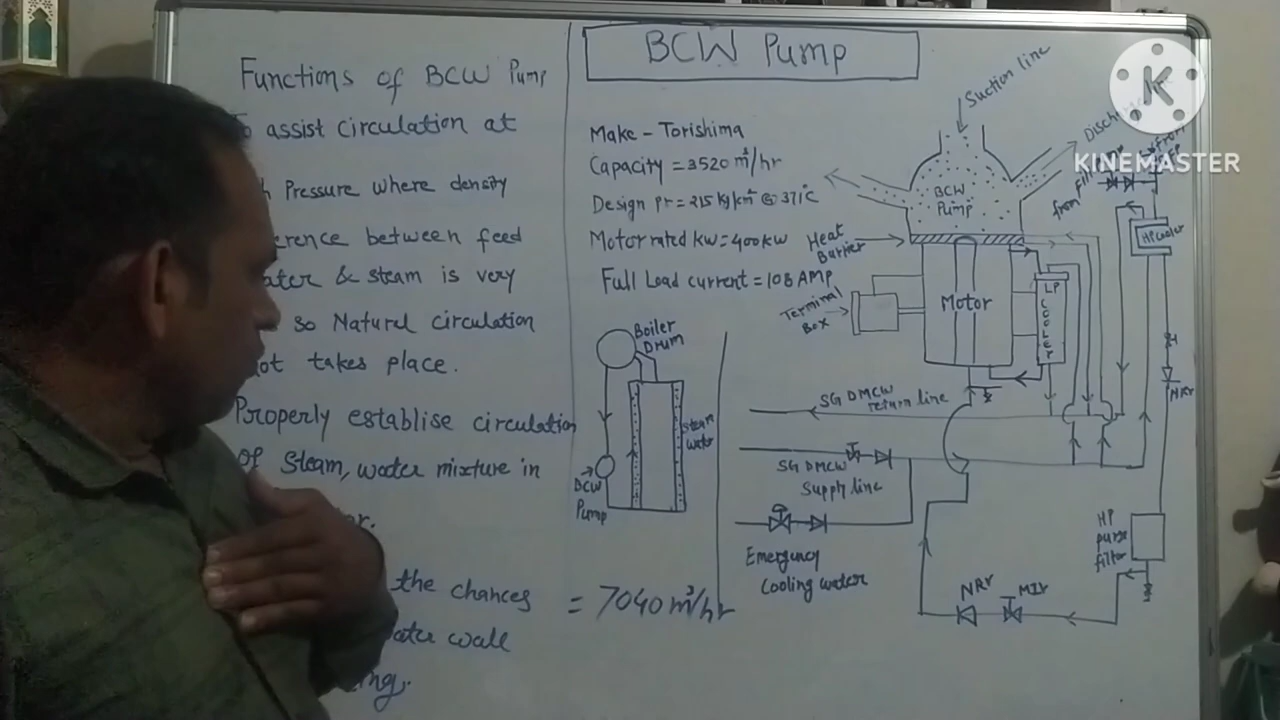 Functions of BCW Pump
assist circulation at
Pressure where density
between feed
& steam is very
so Natural circulation
takes place.
Properly establise circulation
of Steam, water mixture in
the chances
wall
= 7040 m³/hr
BCW Pump
Make - Torishima
Capacity = 3520 m³/hr
Design Pr = 215 kg/cm² @ 371°C
Motor rated kw = 400 kw
Full Load current = 108 AMP
Boiler
DRUM
steam
water
BCW
Pump
Suction line
BCW
Pump
Heat
Barrier
Terminal
Box
Motor
LP
COOLER
HP cooler
from Fill
From
SG DMCW
return line
SG DMCW
Supply line
Emergency
Cooling water
NRV
HP
purge
filter
NRV
MIV
K
KINEMASTER